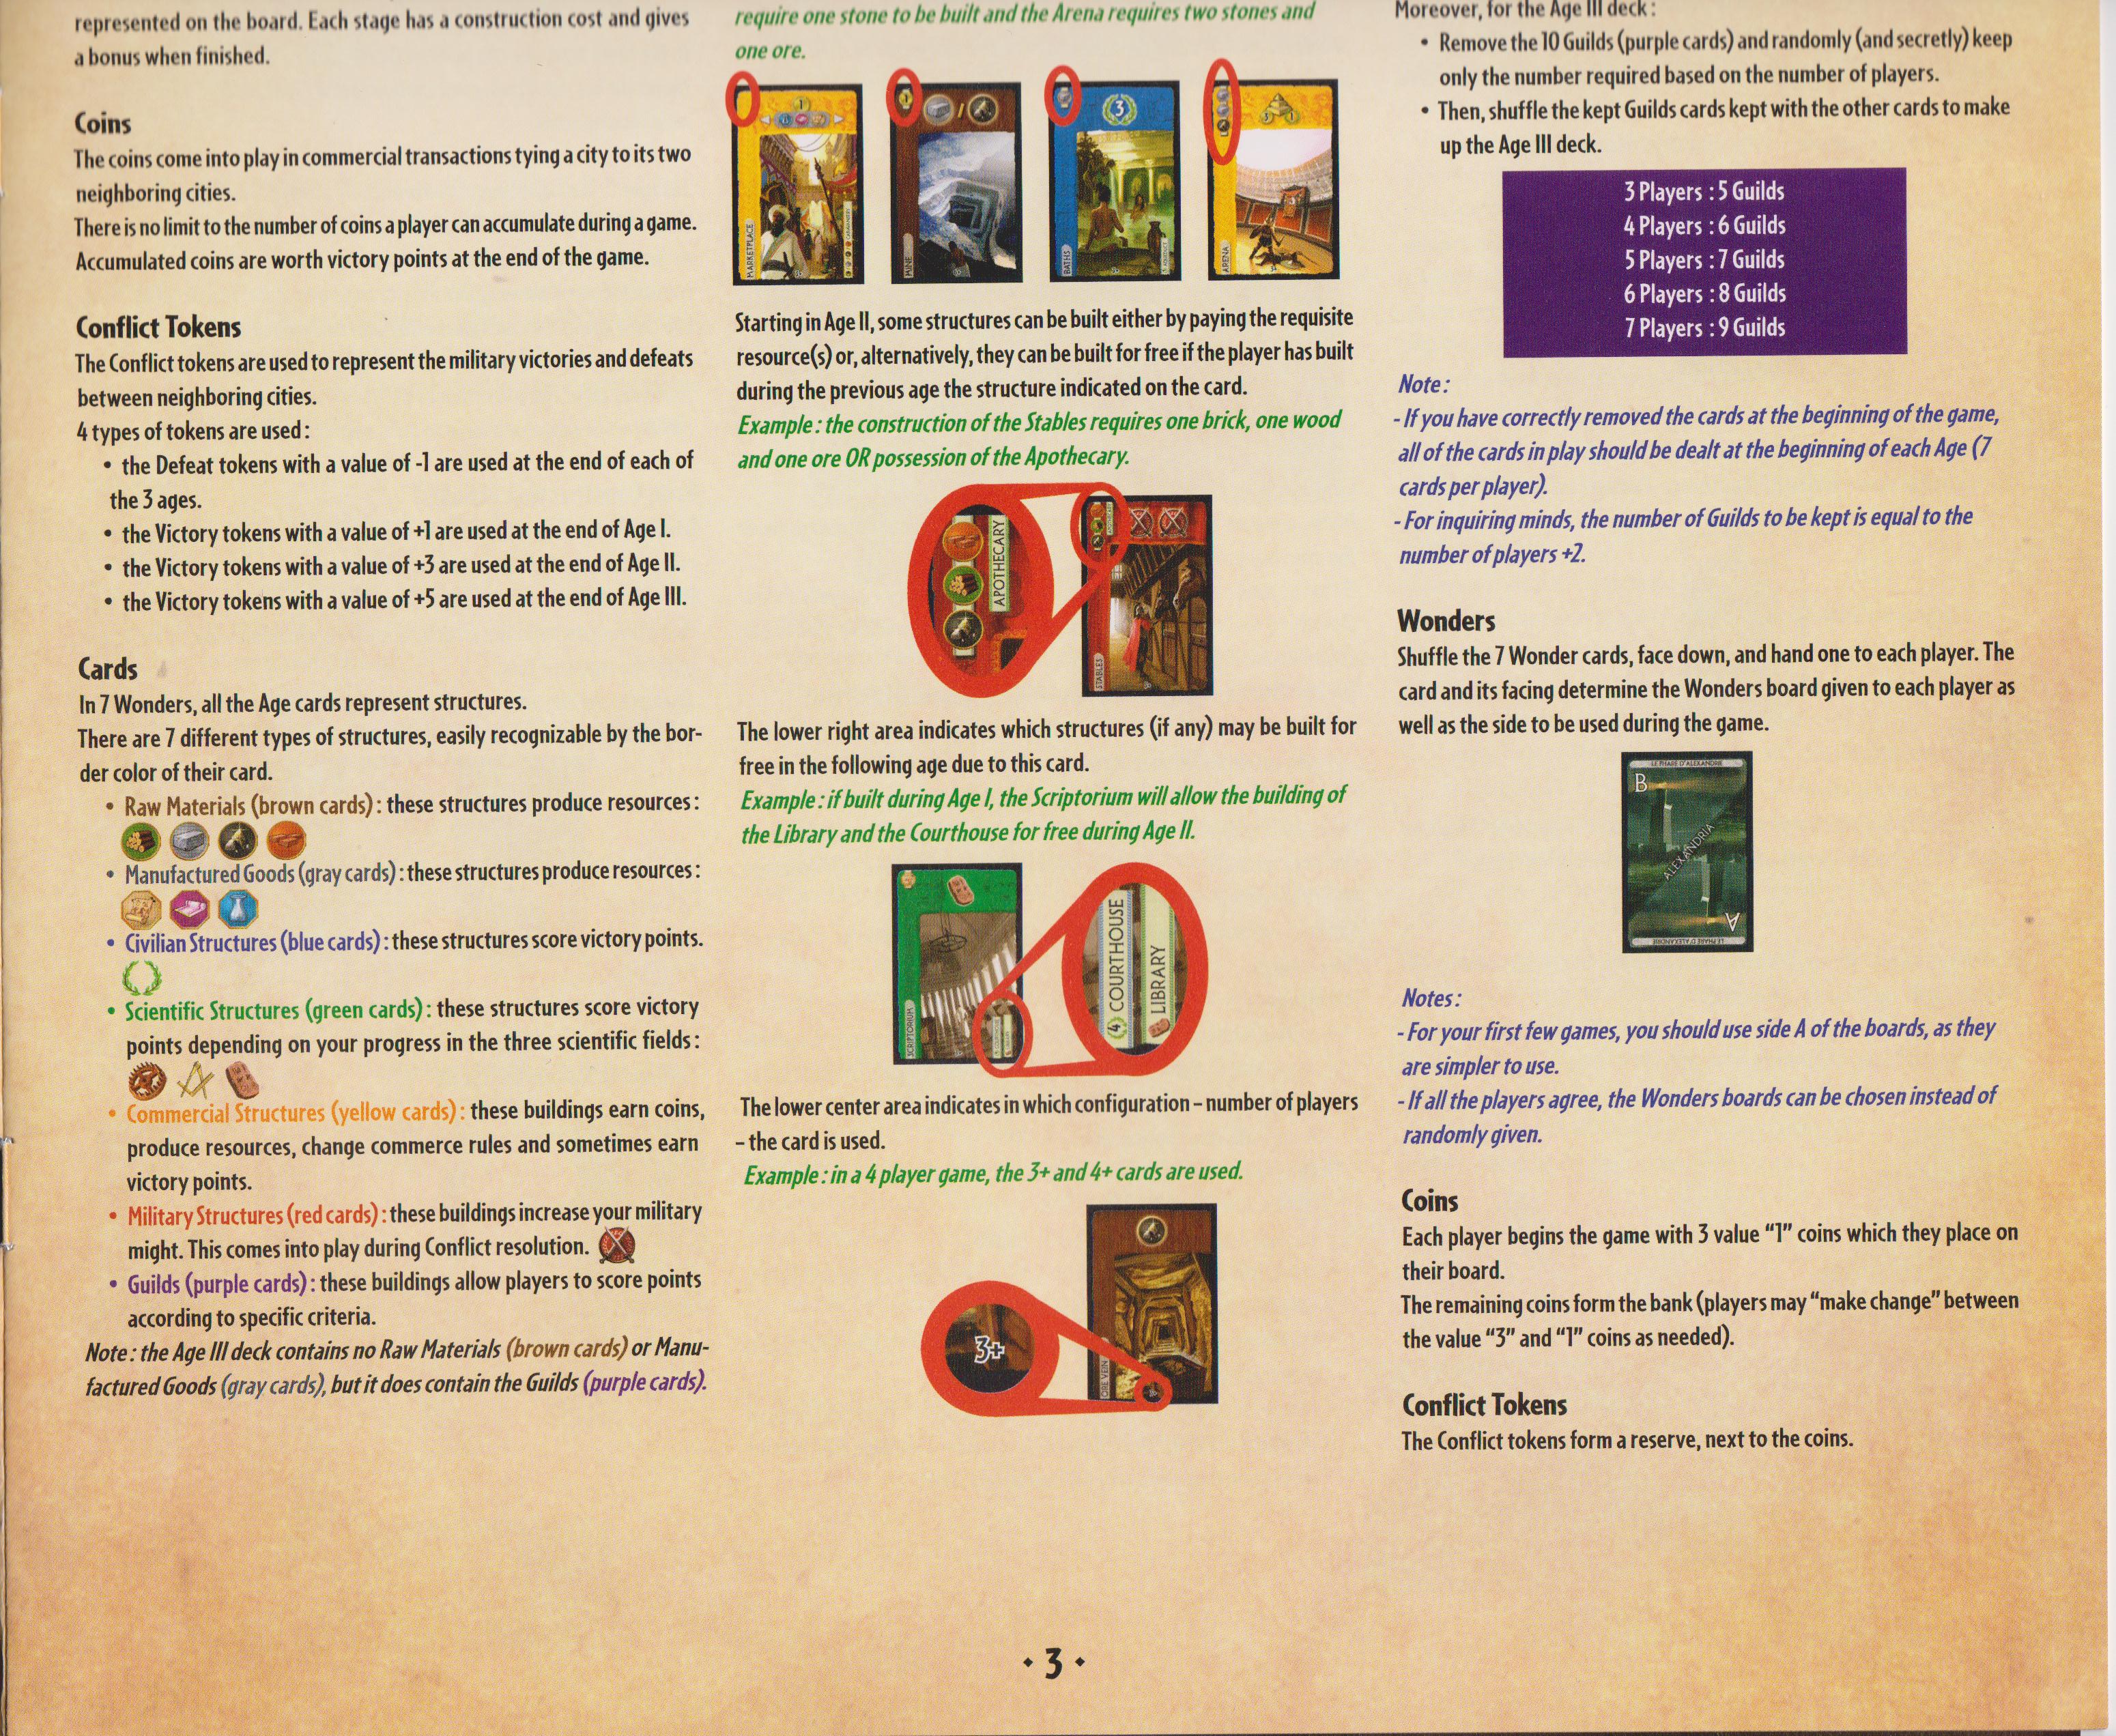 represented on the board. Each stage has a construction cost and gives
a bonus when finished.
Coins
The coins come into play in commercial transactions tying a city to its two
neighboring cities.
There is no limit to the number of coins a player can accumulate during a game.
Accumulated coins are worth victory points at the end of the game.
Conflict Tokens
The Conflict tokens are used to represent the military victories and defeats
between neighboring cities.
4 types of tokens are used :
• the Defeat tokens with a value of -1 are used at the end of each of
the 3 ages.
• the Victory tokens with a value of +1 are used at the end of Age I.
• the Victory tokens with a value of +3 are used at the end of Age II.
• the Victory tokens with a value of +5 are used at the end of Age III.
Cards
In 7 Wonders, all the Age cards represent structures.
There are 7 different types of structures, easily recognizable by the bor-
der color of their card.
• Raw Materials (brown cards) : these structures produce resources :
• Manufactured Goods (gray cards) : these structures produce resources :
• Civilian Structures (blue cards) : these structures score victory points.
• Scientific Structures (green cards) : these structures score victory
points depending on your progress in the three scientific fields :
• Commercial Structures (yellow cards) : these buildings earn coins,
produce resources, change commerce rules and sometimes earn
victory points.
• Military Structures (red cards) : these buildings increase your military
might. This comes into play during Conflict resolution.
• Guilds (purple cards) : these buildings allow players to score points
according to specific criteria.
Note : the Age III deck contains no Raw Materials (brown cards) or Manu-
factured Goods (gray cards), but it does contain the Guilds (purple cards).
require one stone to be built and the Arena requires two stones and
one ore.
1
MARKETPLACE
1
/
MINE
3
BATHS
3 1
ARENA
Starting in Age II, some structures can be built either by paying the requisite
resource(s) or, alternatively, they can be built for free if the player has built
during the previous age the structure indicated on the card.
Example : the construction of the Stables requires one brick, one wood
and one ore OR possession of the Apothecary.
APOTHECARY
STABLES
The lower right area indicates which structures (if any) may be built for
free in the following age due to this card.
Example : if built during Age I, the Scriptorium will allow the building of
the Library and the Courthouse for free during Age II.
SCRIPTORIUM
4 COURTHOUSE
LIBRARY
The lower center area indicates in which configuration – number of players
– the card is used.
Example : in a 4 player game, the 3+ and 4+ cards are used.
3+
ORE VEIN
Moreover, for the Age III deck :
• Remove the 10 Guilds (purple cards) and randomly (and secretly) keep
only the number required based on the number of players.
• Then, shuffle the kept Guilds cards kept with the other cards to make
up the Age III deck.
3 Players : 5 Guilds
4 Players : 6 Guilds
5 Players : 7 Guilds
6 Players : 8 Guilds
7 Players : 9 Guilds
Note :
- If you have correctly removed the cards at the beginning of the game,
all of the cards in play should be dealt at the beginning of each Age (7
cards per player).
- For inquiring minds, the number of Guilds to be kept is equal to the
number of players +2.
Wonders
Shuffle the 7 Wonder cards, face down, and hand one to each player. The
card and its facing determine the Wonders board given to each player as
well as the side to be used during the game.
LE PHARE D'ALEXANDRIE
B
ALEXANDRIA
A
LE PHARE D'ALEXANDRIE
Notes :
- For your first few games, you should use side A of the boards, as they
are simpler to use.
- If all the players agree, the Wonders boards can be chosen instead of
randomly given.
Coins
Each player begins the game with 3 value “1” coins which they place on
their board.
The remaining coins form the bank (players may “make change” between
the value “3” and “1” coins as needed).
Conflict Tokens
The Conflict tokens form a reserve, next to the coins.
• 3 •